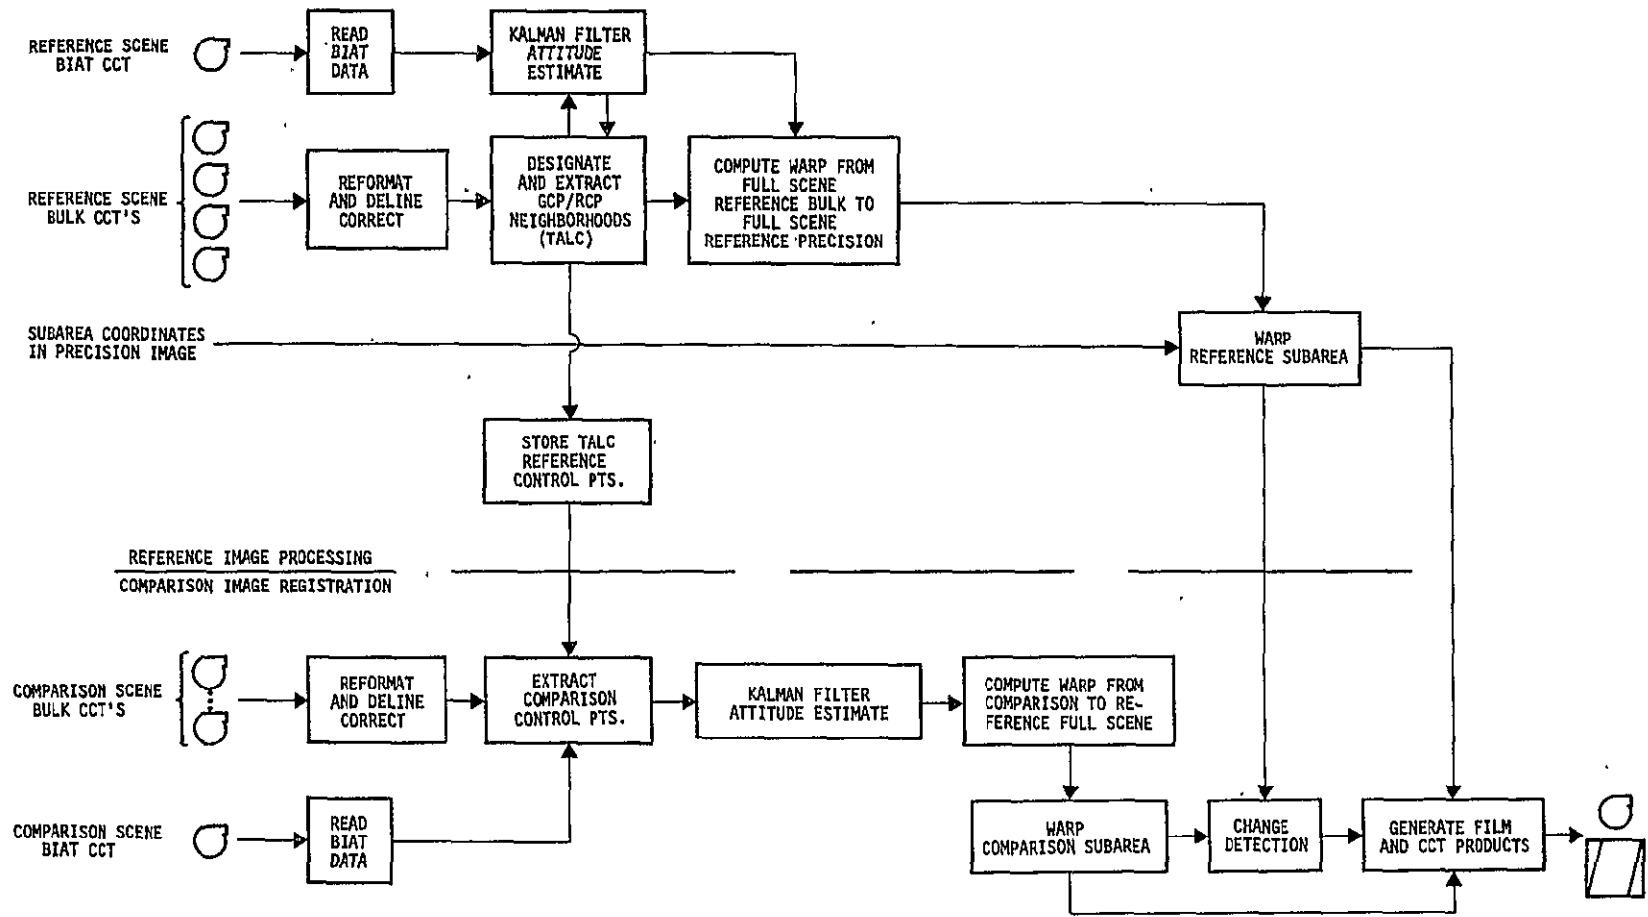 REFERENCE SCENE
BIAT CCT
READ
BIAT
DATA
KALMAN FILTER
ATTITUDE
ESTIMATE
REFERENCE SCENE
BULK CCT'S
REFORMAT
AND DELINE
CORRECT
DESIGNATE
AND EXTRACT
GCP/RCP
NEIGHBORHOODS
(TALC)
COMPUTE WARP FROM
FULL SCENE
REFERENCE BULK TO
FULL SCENE
REFERENCE PRECISION
SUBAREA COORDINATES
IN PRECISION IMAGE
WARP
REFERENCE SUBAREA
STORE TALC
REFERENCE
CONTROL PTS.
REFERENCE IMAGE PROCESSING
COMPARISON IMAGE REGISTRATION
COMPARISON SCENE
BULK CCT'S
REFORMAT
AND DELINE
CORRECT
EXTRACT
COMPARISON
CONTROL PTS.
KALMAN FILTER
ATTITUDE ESTIMATE
COMPUTE WARP FROM
COMPARISON TO RE-
FERENCE FULL SCENE
COMPARISON SCENE
BIAT CCT
READ
BIAT
DATA
WARP
COMPARISON SUBAREA
CHANGE
DETECTION
GENERATE FILM
AND CCT PRODUCTS